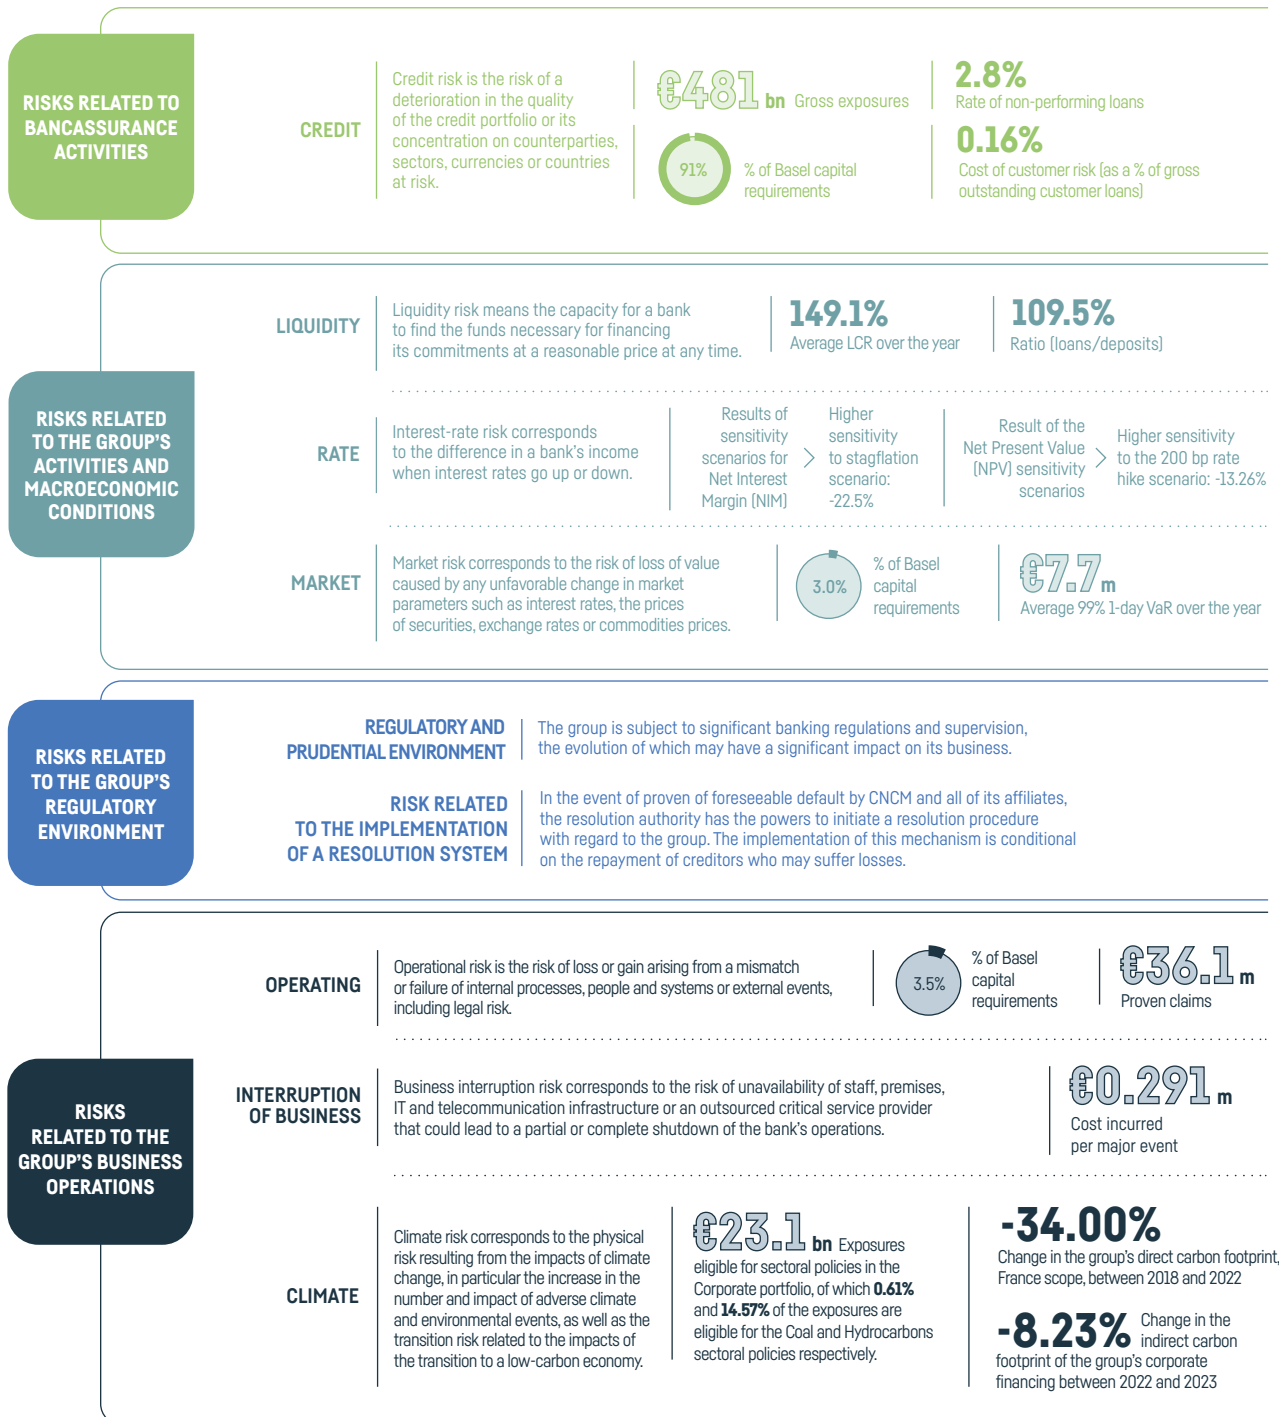 RISKS RELATED TO
BANCASSURANCE
ACTIVITIES
CREDIT
Credit risk is the risk of a
deterioration in the quality
of the credit portfolio or its
concentration on counterparties,
sectors, currencies or countries
at risk.
€481 bn Gross exposures
91%
% of Basel capital
requirements
2.8%
Rate of non-performing loans
0.16%
Cost of customer risk (as a % of gross
outstanding customer loans)
RISKS RELATED
TO THE GROUP'S
ACTIVITIES AND
MACROECONOMIC
CONDITIONS
LIQUIDITY
Liquidity risk means the capacity for a bank
to find the funds necessary for financing
its commitments at a reasonable price at any time.
149.1%
Average LCR over the year
109.5%
Ratio (loans/deposits)
RATE
Interest-rate risk corresponds
to the difference in a bank's income
when interest rates go up or down.
Results of
sensitivity
scenarios for
Net Interest
Margin (NIM)
Higher
sensitivity
to stagflation
scenario:
-22.5%
Result of the
Net Present Value
(NPV) sensitivity
scenarios
Higher sensitivity
to the 200 bp rate
hike scenario: -13.26%
MARKET
Market risk corresponds to the risk of loss of value
caused by any unfavorable change in market
parameters such as interest rates, the prices
of securities, exchange rates or commodities prices.
3.0%
% of Basel
capital
requirements
€7.7 m
Average 99% 1-day VaR over the year
RISKS RELATED
TO THE GROUP'S
REGULATORY
ENVIRONMENT
REGULATORY AND
PRUDENTIAL ENVIRONMENT
The group is subject to significant banking regulations and supervision,
the evolution of which may have a significant impact on its business.
RISK RELATED
TO THE IMPLEMENTATION
OF A RESOLUTION SYSTEM
In the event of proven of foreseeable default by CNCM and all of its affiliates,
the resolution authority has the powers to initiate a resolution procedure
with regard to the group. The implementation of this mechanism is conditional
on the repayment of creditors who may suffer losses.
RISKS
RELATED TO THE
GROUP'S BUSINESS
OPERATIONS
OPERATING
Operational risk is the risk of loss or gain arising from a mismatch
or failure of internal processes, people and systems or external events,
including legal risk.
3.5%
% of Basel
capital
requirements
€36.1 m
Proven claims
INTERRUPTION
OF BUSINESS
Business interruption risk corresponds to the risk of unavailability of staff, premises,
IT and telecommunication infrastructure or an outsourced critical service provider
that could lead to a partial or complete shutdown of the bank's operations.
€0.291 m
Cost incurred
per major event
CLIMATE
Climate risk corresponds to the physical
risk resulting from the impacts of climate
change, in particular the increase in the
number and impact of adverse climate
and environmental events, as well as the
transition risk related to the impacts of
the transition to a low-carbon economy.
€23.1 bn Exposures
eligible for sectoral policies in the
Corporate portfolio, of which 0.61%
and 14.57% of the exposures are
eligible for the Coal and Hydrocarbons
sectoral policies respectively.
-34.00%
Change in the group's direct carbon footprint,
France scope, between 2018 and 2022
-8.23% Change in the
indirect carbon
footprint of the group's corporate
financing between 2022 and 2023